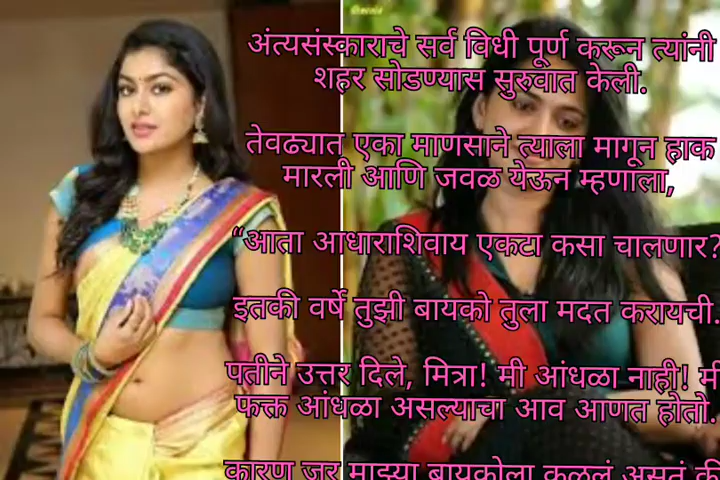 अंत्यसंस्काराचे सर्व विधी पूर्ण करून त्यांनी
शहर सोडण्यास सुरुवात केली.
तेवढ्यात एका माणसाने त्याला मागून हाक
मारली आणि जवळ येऊन म्हणाला,
“आता आधाराशिवाय एकटा कसा चालणार?
इतकी वर्षे तुझी बायको तुला मदत करायची.
पतीने उत्तर दिले, मित्रा! मी आंधळा नाही! मी
फक्त आंधळा असल्याचा आव आणत होतो.
कारण जर माझ्या बायकोला कळलं असतं की